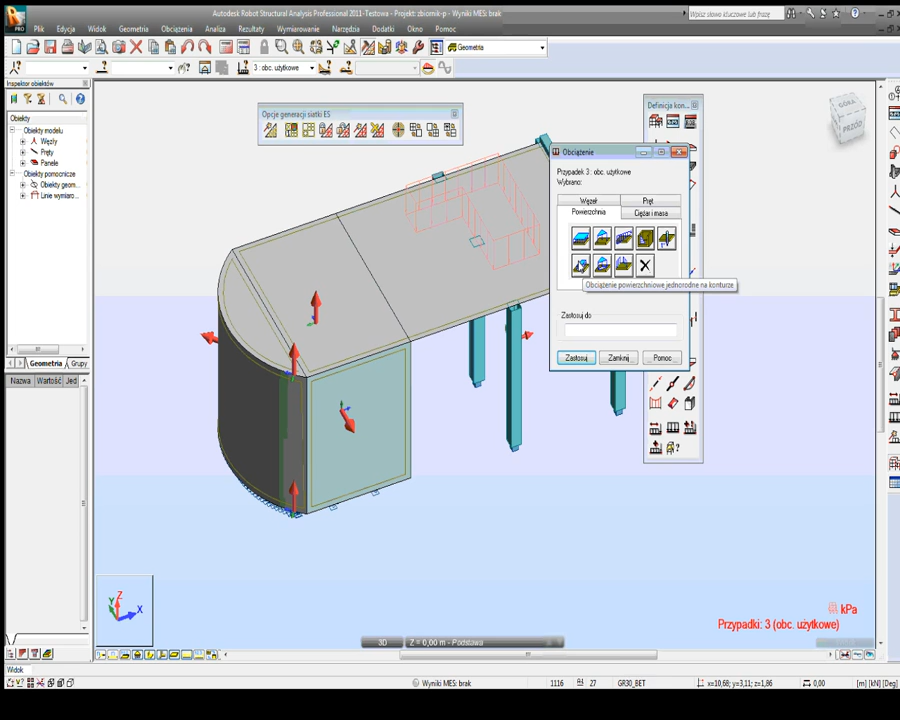 Autodesk Robot Structural Analysis Professional 2011-Testowa - Projekt: zbiornik-p - Wyniki MES: brak
Wpisz słowo kluczowe lub frazę
PRO
Plik Edycja Widok Geometria Obciążenia Analiza Rezultaty Wymiarowanie Narzędzia Dodatki Okno Pomoc
Geometria
3 : obc. użytkowe
Inspektor obiektów
Obiekty
Obiekty modelu
Węzły
Pręty
Panele
Obiekty pomocnicze
Obiekty geom...
Linie wymiaro...
Geometria Grupy
Nazwa Wartość Jed
Opcje generacji siatki ES
Definicja kon...
GÓRA
PRZÓD
Obciążenie
Przypadek 3 : obc. użytkowe
Wybrano:
Węzeł Pręt
Powierzchnia Ciężar i masa
Obciążenie powierzchniowe jednorodne na konturze
Zastosuj do
Zastosuj Zamknij Pomoc
Z
Y
X
kPa
Przypadki: 3 (obc. użytkowe)
3D Z = 0,00 m - Podstawa
Widok
Wyniki MES: brak 1116 27 GR30_BET x=10,68; y=3,11; z=1,86 0,00 [m] [kN] [Deg]